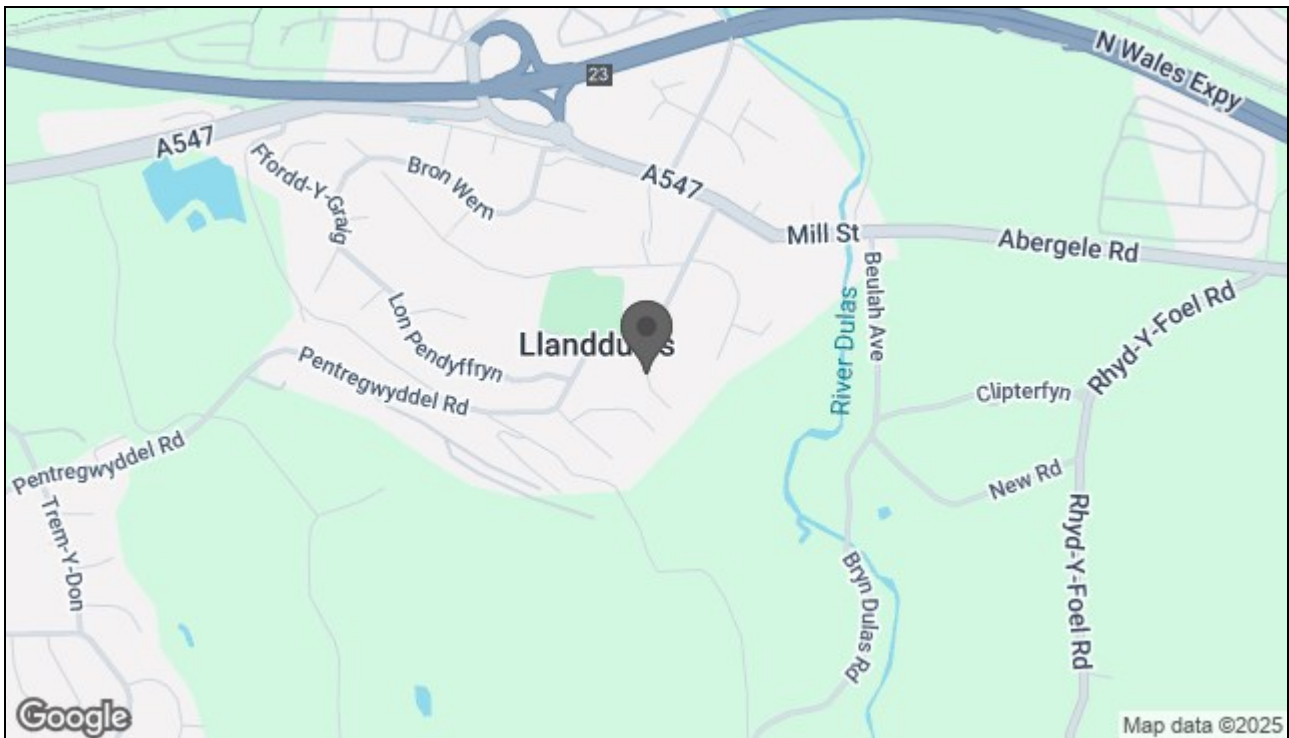 23
N Wales Expy
A547
Ffordd-Y-Graig
Bron Wern
A547
Mill St
Abergele Rd
Beulah Ave
River Dulas
Rhyd-Y-Foel Rd
Lon Pendyffryn
Pentregwyddel Rd
Clipterfyn
Pentregwyddel Rd
New Rd
Trem-Y-Don
Rhyd-Y-Foel Rd
Bryn Dulas Rd
Google
Map data ©2025